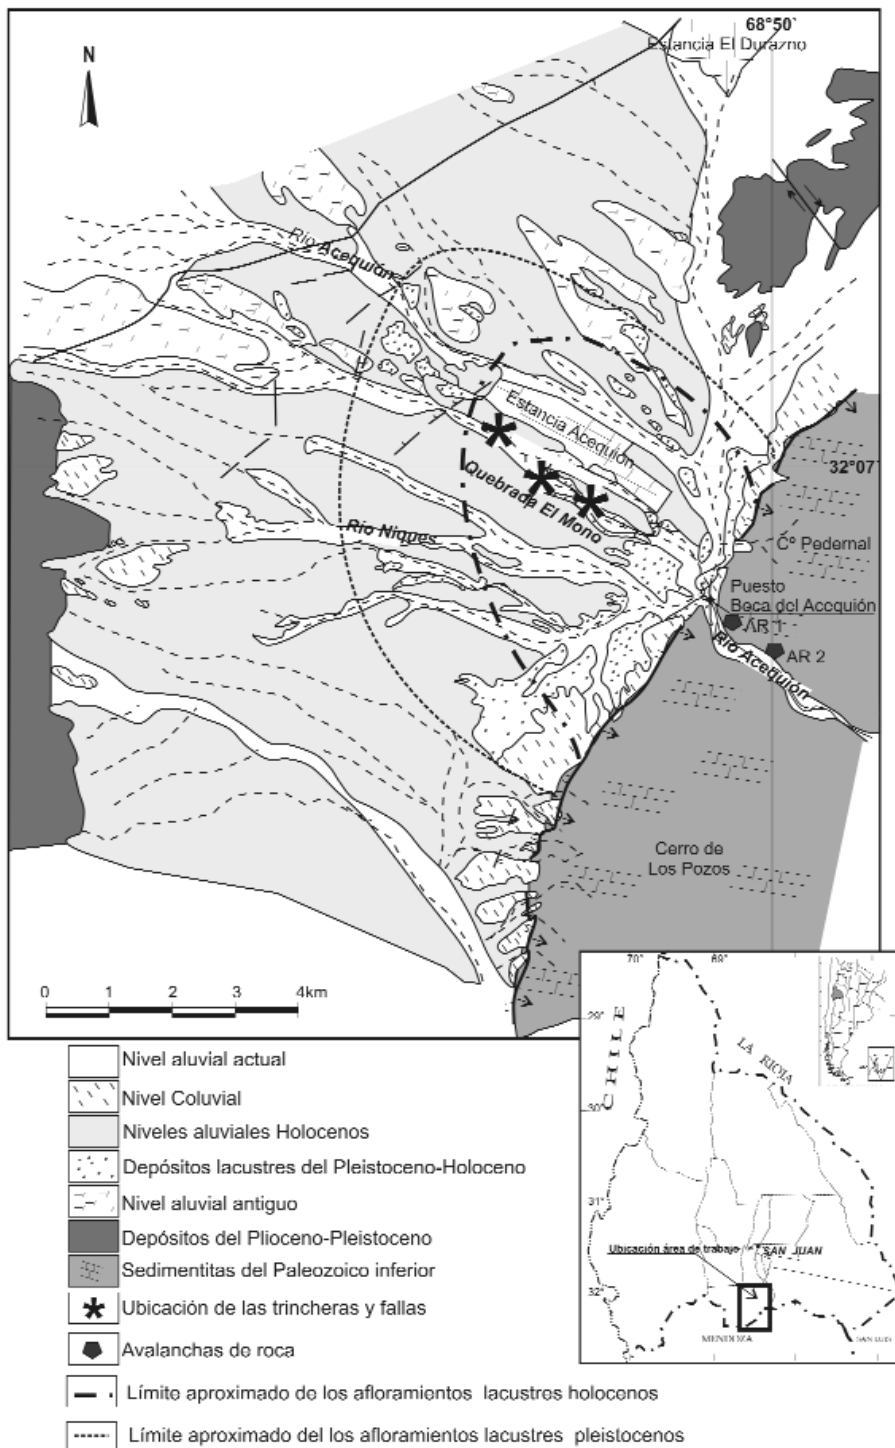 68°50`
Estancia El Durazno
N
Río Acequión
Estancia Acequión
32°07`
Quebrada El Mono
Río Niques
Cº Pedernal
Puesto
Boca del Acequión
AR 1
AR 2
Río Acequión
Cerro de
Los Pozos
0 1 2 3 4km
70° 69°
29°
CHILE
LA RIOJA
30°
31°
Ubicación área de trabajo
SAN JUAN
32°
MENDOZA
SAN LUIS
Nivel aluvial actual
Nivel Coluvial
Niveles aluviales Holocenos
Depósitos lacustres del Pleistoceno-Holoceno
Nivel aluvial antiguo
Depósitos del Plioceno-Pleistoceno
Sedimentitas del Paleozoico inferior
Ubicación de las trincheras y fallas
Avalanchas de roca
Límite aproximado de los afloramientos lacustres holocenos
Límite aproximado del los afloramientos lacustres pleistocenos